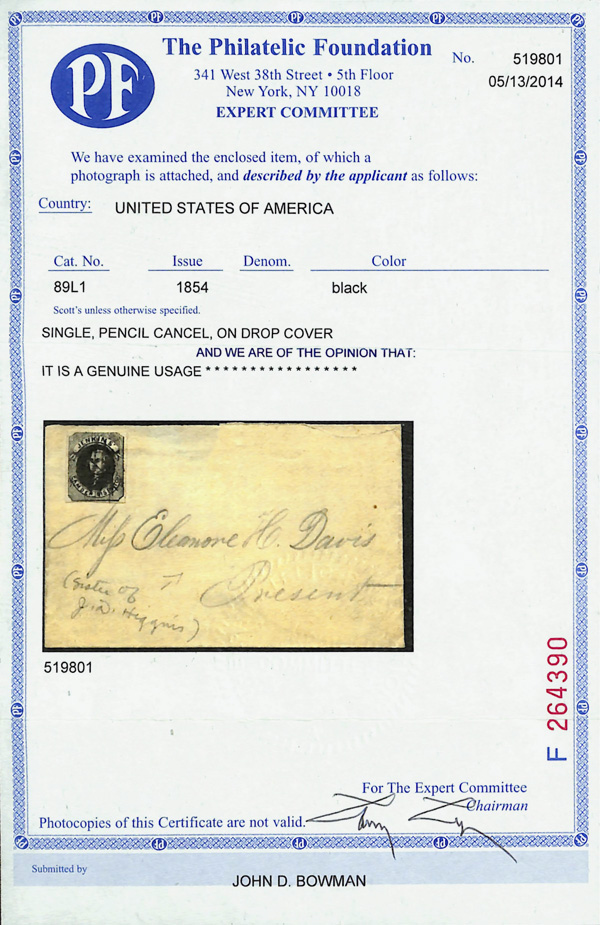 PF
The Philatelic Foundation
341 West 38th Street • 5th Floor
New York, NY 10018
EXPERT COMMITTEE
No. 519801
05/13/2014
We have examined the enclosed item, of which a
photograph is attached, and described by the applicant as follows:
Country: UNITED STATES OF AMERICA
Cat. No. Issue Denom. Color
89L1 1854 black
Scott's unless otherwise specified.
SINGLE, PENCIL CANCEL, ON DROP COVER
AND WE ARE OF THE OPINION THAT:
IT IS A GENUINE USAGE * * * * * * * * * * * * * * * * *
JENKINS'
Miss Eleanore H. Davis
Present
(Sister of
J. D. Higgins)
519801
F 264390
For The Expert Committee
Chairman
Photocopies of this Certificate are not valid.
Submitted by
JOHN D. BOWMAN